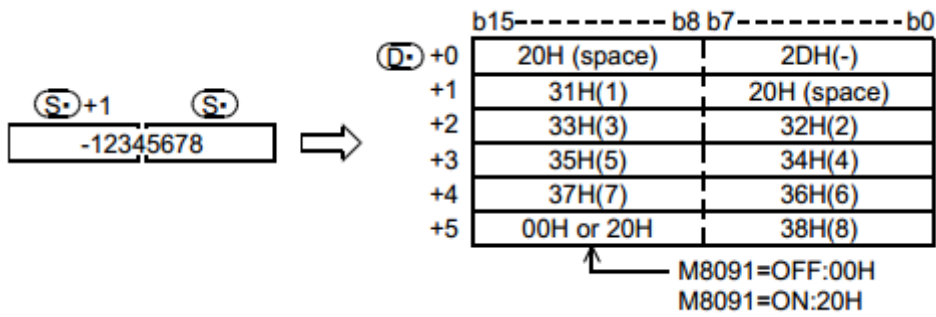 b15 b8 b7 b0
D· +0 20H (space) 2DH(-)
+1 31H(1) 20H (space)
S· +1 S·
+2 33H(3) 32H(2)
-12345678
+3 35H(5) 34H(4)
+4 37H(7) 36H(6)
+5 00H or 20H 38H(8)
M8091=OFF:00H
M8091=ON:20H